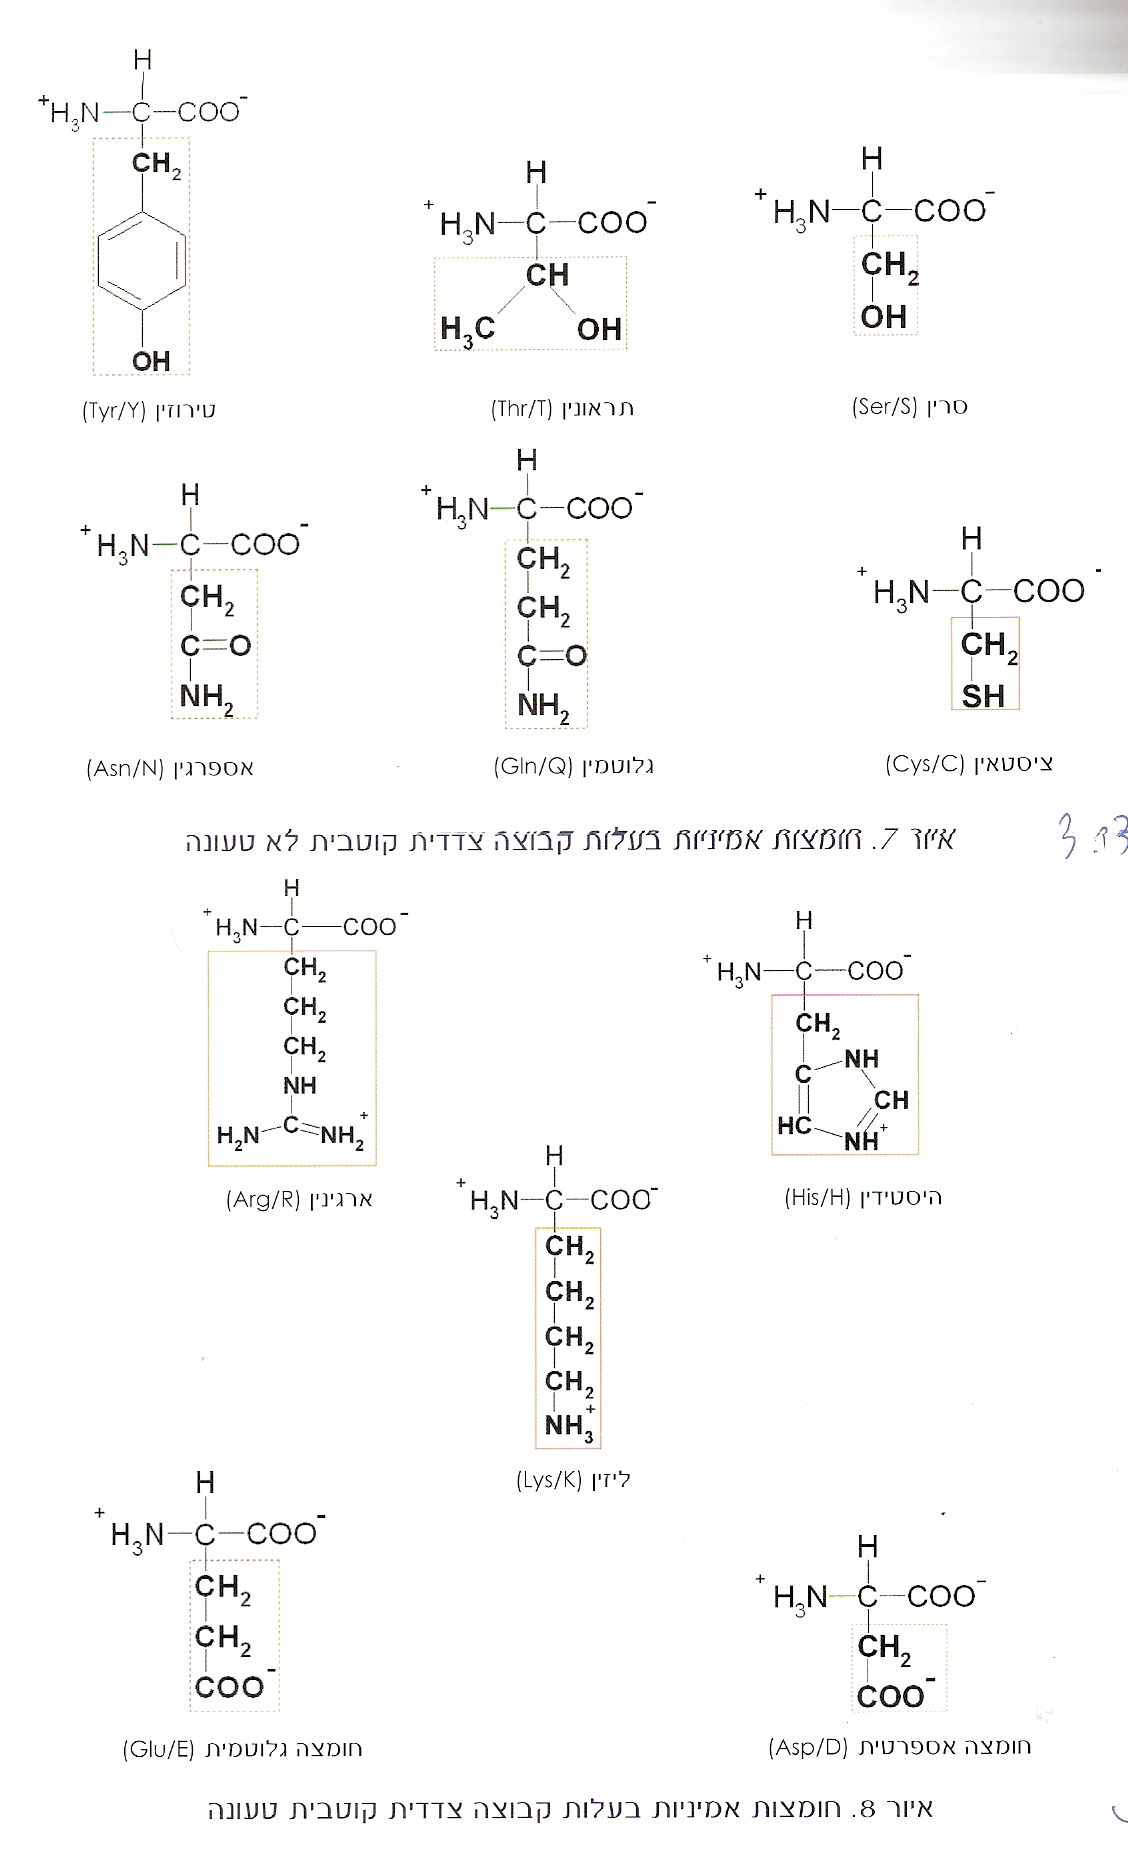 H
⁺H₃N—C—COO⁻
CH₂
OH
טירוזין (Tyr/Y)
H
⁺H₃N—C—COO⁻
CH
H₃C OH
תראונין (Thr/T)
H
⁺H₃N—C—COO⁻
CH₂
OH
סרין (Ser/S)
H
⁺H₃N—C—COO⁻
CH₂
C=O
NH₂
אספרגין (Asn/N)
H
⁺H₃N—C—COO⁻
CH₂
CH₂
C=O
NH₂
גלוטמין (Gln/Q)
H
⁺H₃N—C—COO⁻
CH₂
SH
ציסטאין (Cys/C)
איור 7. חומצות אמיניות בעלות קבוצה צדדית קוטבית לא טעונה
H
⁺H₃N—C—COO⁻
CH₂
CH₂
CH₂
NH
H₂N—C=NH₂⁺
ארגינין (Arg/R)
H
⁺H₃N—C—COO⁻
CH₂
C NH
CH
HC NH⁺
היסטידין (His/H)
H
⁺H₃N—C—COO⁻
CH₂
CH₂
CH₂
CH₂
NH₃⁺
ליזין (Lys/K)
H
⁺H₃N—C—COO⁻
CH₂
CH₂
COO⁻
חומצה גלוטמית (Glu/E)
H
⁺H₃N—C—COO⁻
CH₂
COO⁻
חומצה אספרטית (Asp/D)
איור 8. חומצות אמיניות בעלות קבוצה צדדית קוטבית טעונה